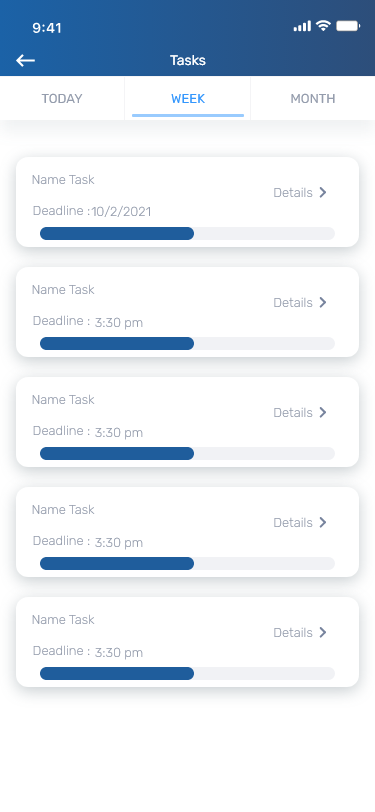 9:41
Tasks
TODAY WEEK MONTH
Name Task
Details
Deadline :10/2/2021
Name Task
Details
Deadline : 3:30 pm
Name Task
Details
Deadline : 3:30 pm
Name Task
Details
Deadline : 3:30 pm
Name Task
Details
Deadline : 3:30 pm